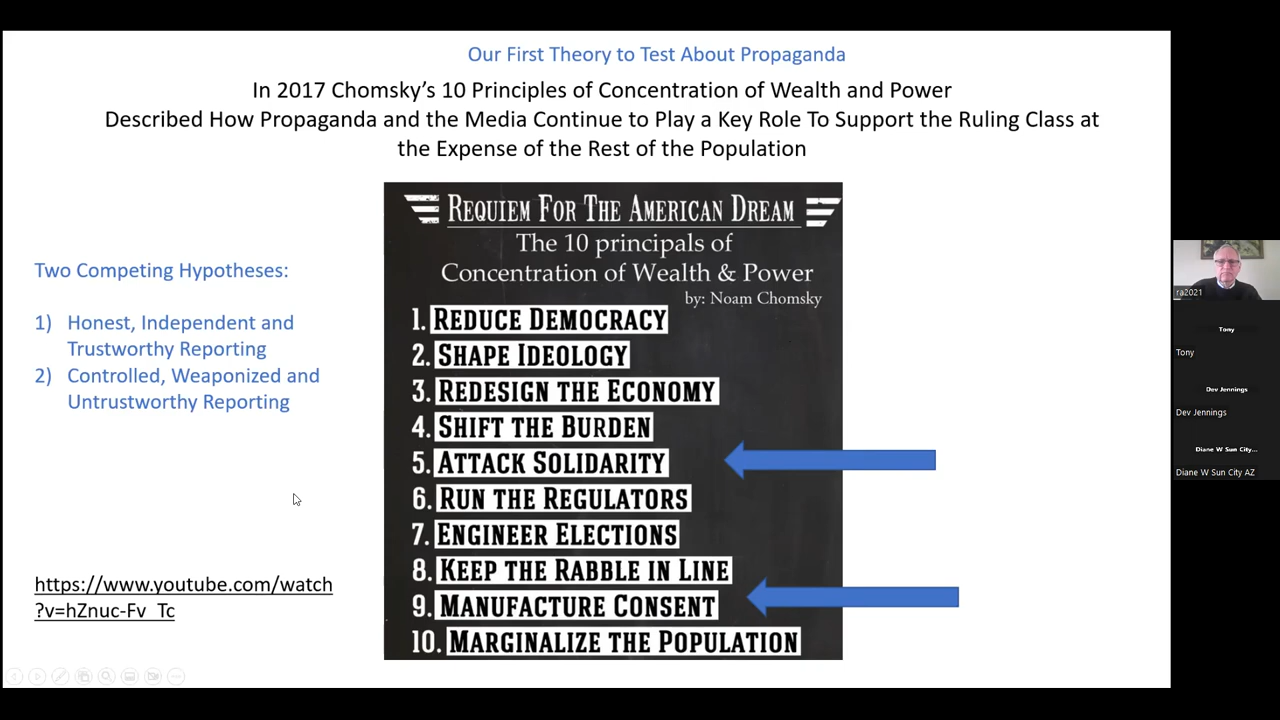 Our First Theory to Test About Propaganda
In 2017 Chomsky's 10 Principles of Concentration of Wealth and Power
Described How Propaganda and the Media Continue to Play a Key Role To Support the Ruling Class at
the Expense of the Rest of the Population
REQUIEM FOR THE AMERICAN DREAM
The 10 principals of
Concentration of Wealth & Power
by: Noam Chomsky
1. REDUCE DEMOCRACY
2. SHAPE IDEOLOGY
3. REDESIGN THE ECONOMY
4. SHIFT THE BURDEN
5. ATTACK SOLIDARITY
6. RUN THE REGULATORS
7. ENGINEER ELECTIONS
8. KEEP THE RABBLE IN LINE
9. MANUFACTURE CONSENT
10. MARGINALIZE THE POPULATION
Two Competing Hypotheses:
1) Honest, Independent and
Trustworthy Reporting
2) Controlled, Weaponized and
Untrustworthy Reporting
https://www.youtube.com/watch
?v=hZnuc-Fv_Tc
ra2021
Tony
Tony
Dev Jennings
Dev Jennings
Diane W Sun City...
Diane W Sun City AZ